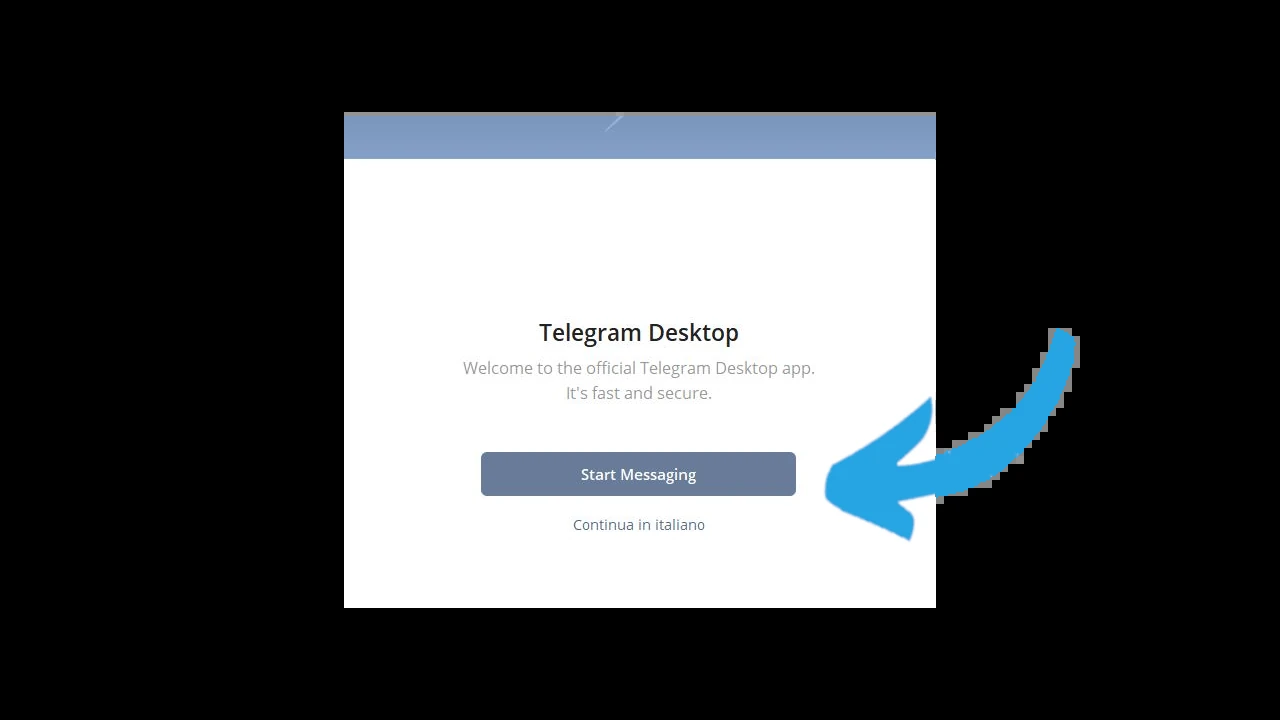 Telegram Desktop
Welcome to the official Telegram Desktop app.
It's fast and secure.
Start Messaging
Continua in italiano